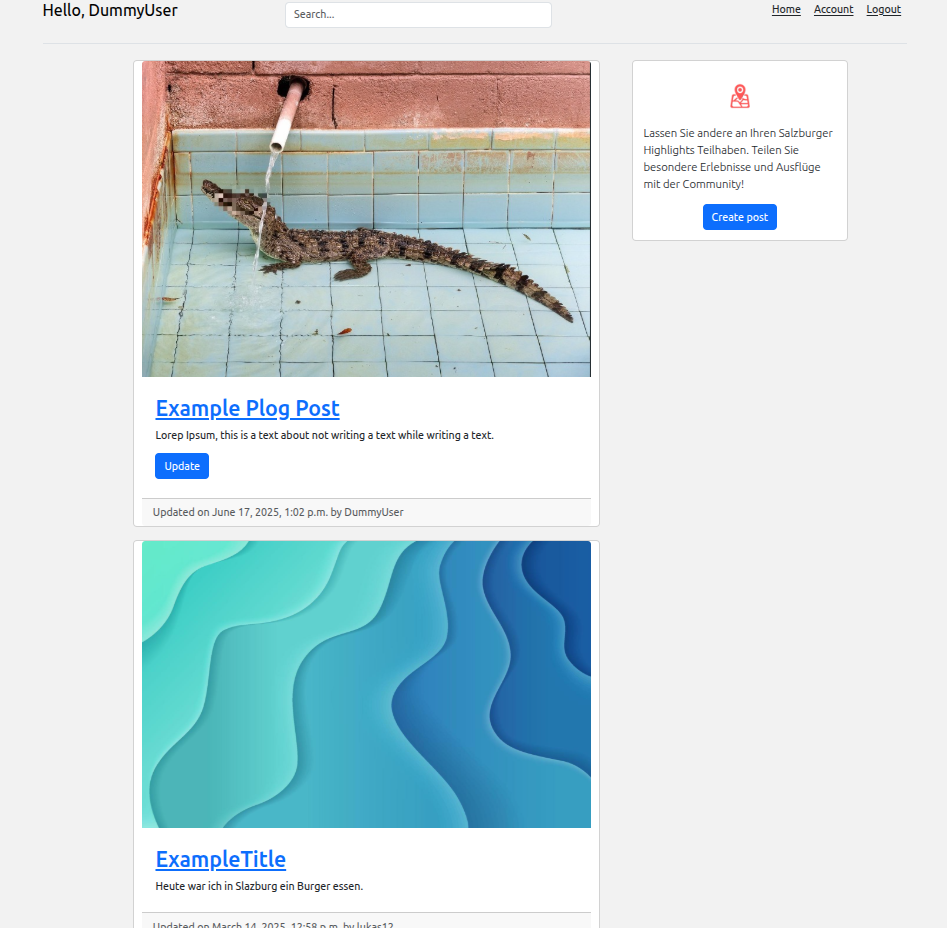 Hello, DummyUser
Search...
Home Account Logout
Lassen Sie andere an Ihren Salzburger
Highlights Teilhaben. Teilen Sie
besondere Erlebnisse und Ausflüge
mit der Community!
Create post
Example Plog Post
Lorep Ipsum, this is a text about not writing a text while writing a text.
Update
Updated on June 17, 2025, 1:02 p.m. by DummyUser
ExampleTitle
Heute war ich in Slazburg ein Burger essen.
Updated on March 14, 2025, 12:58 p.m. by lukas12